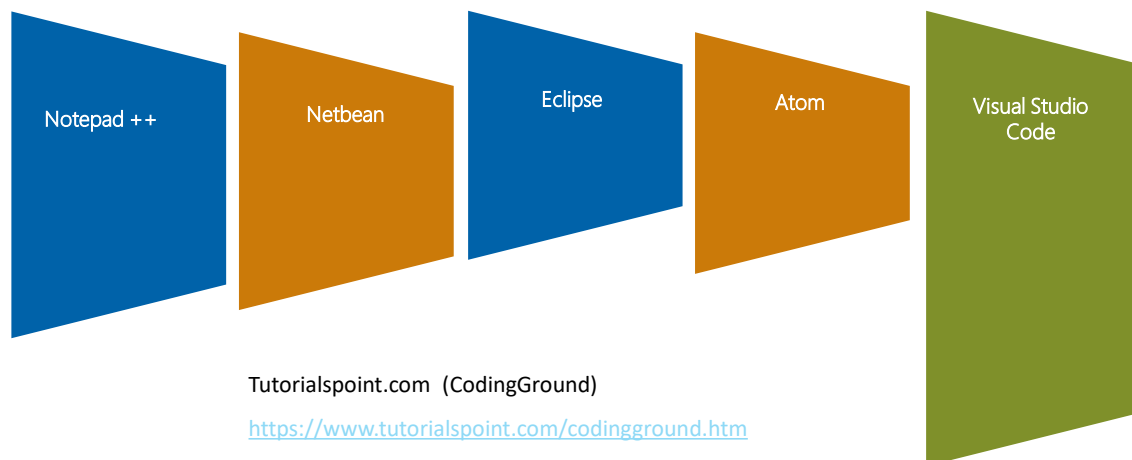 Notepad ++
Netbean
Eclipse
Atom
Visual Studio
Code
Tutorialspoint.com (CodingGround)
https://www.tutorialspoint.com/codingground.htm